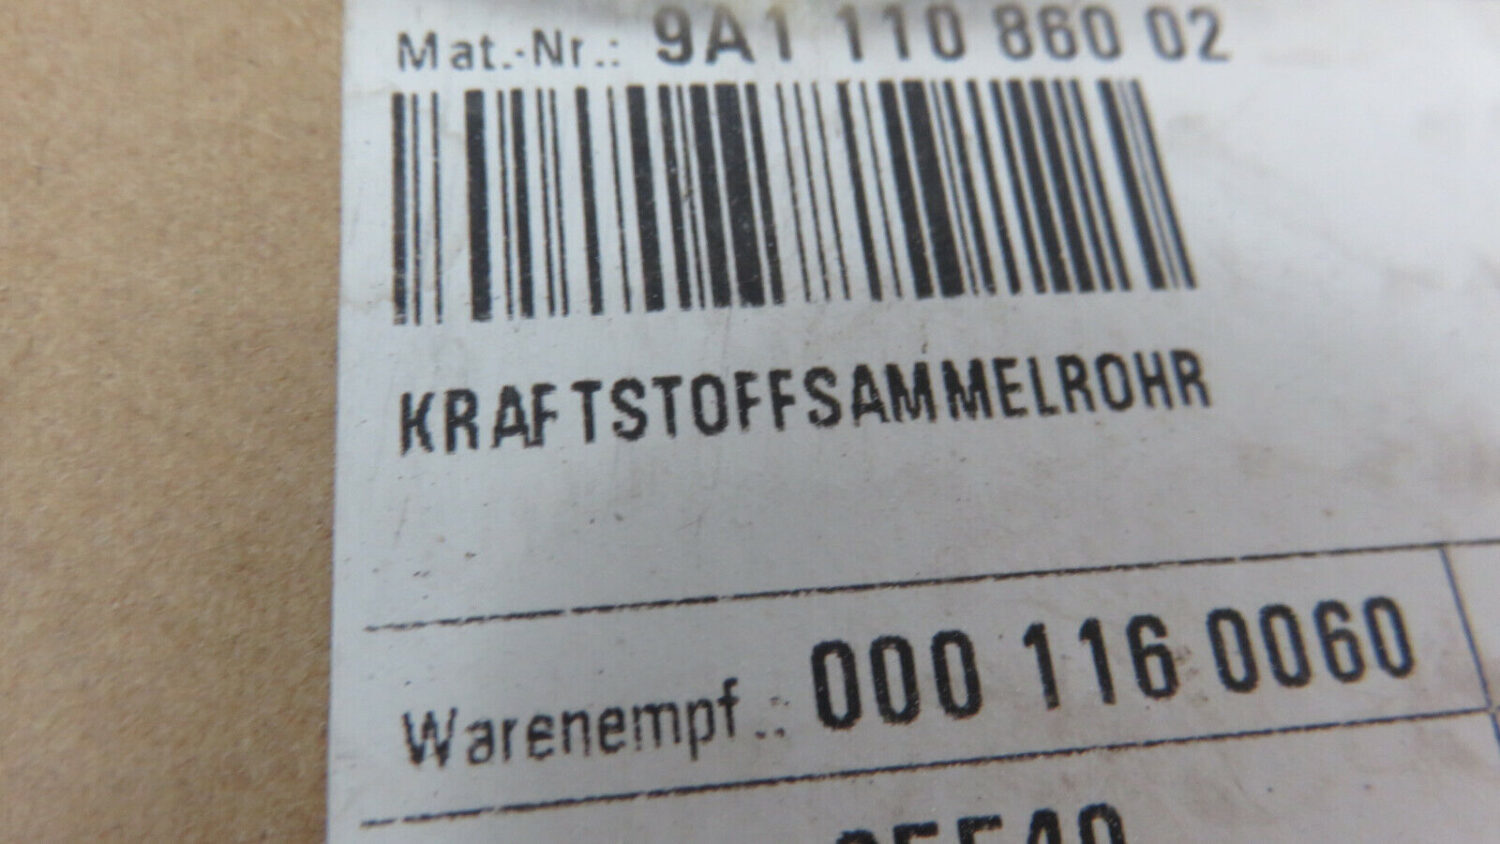 Mat.-Nr.: 9A1 110 860 02
KRAFTSTOFFSAMMELROHR
Warenempf.: 000 116 0060